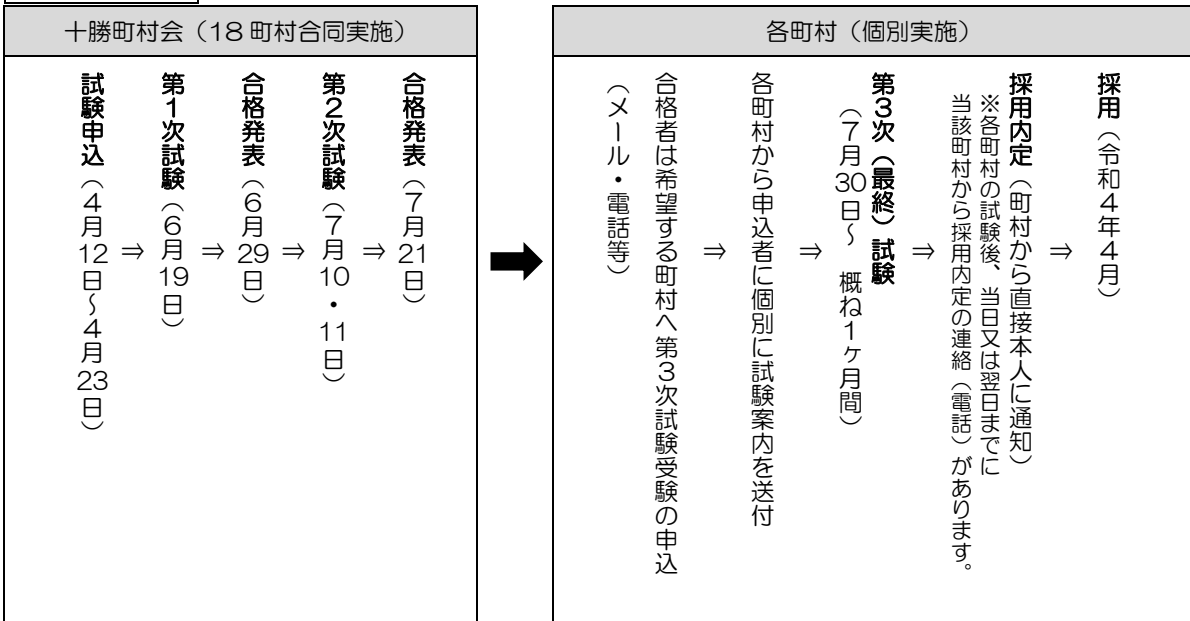 十勝町村会（18町村合同実施）
試験申込（4月12日～4月23日）
⇒
第1次試験（6月19日）
⇒
合格発表（6月29日）
⇒
第2次試験（7月10・11日）
⇒
合格発表（7月21日）
各町村（個別実施）
合格者は希望する町村へ第3次試験受験の申込
（メール・電話等）
⇒
各町村から申込者に個別に試験案内を送付
⇒
第3次（最終）試験
（7月30日～　概ね1ヶ月間）
⇒
採用内定（町村から直接本人に通知）
※各町村の試験後、当日又は翌日までに
当該町村から採用内定の連絡（電話）があります。
⇒
採用（令和4年4月）